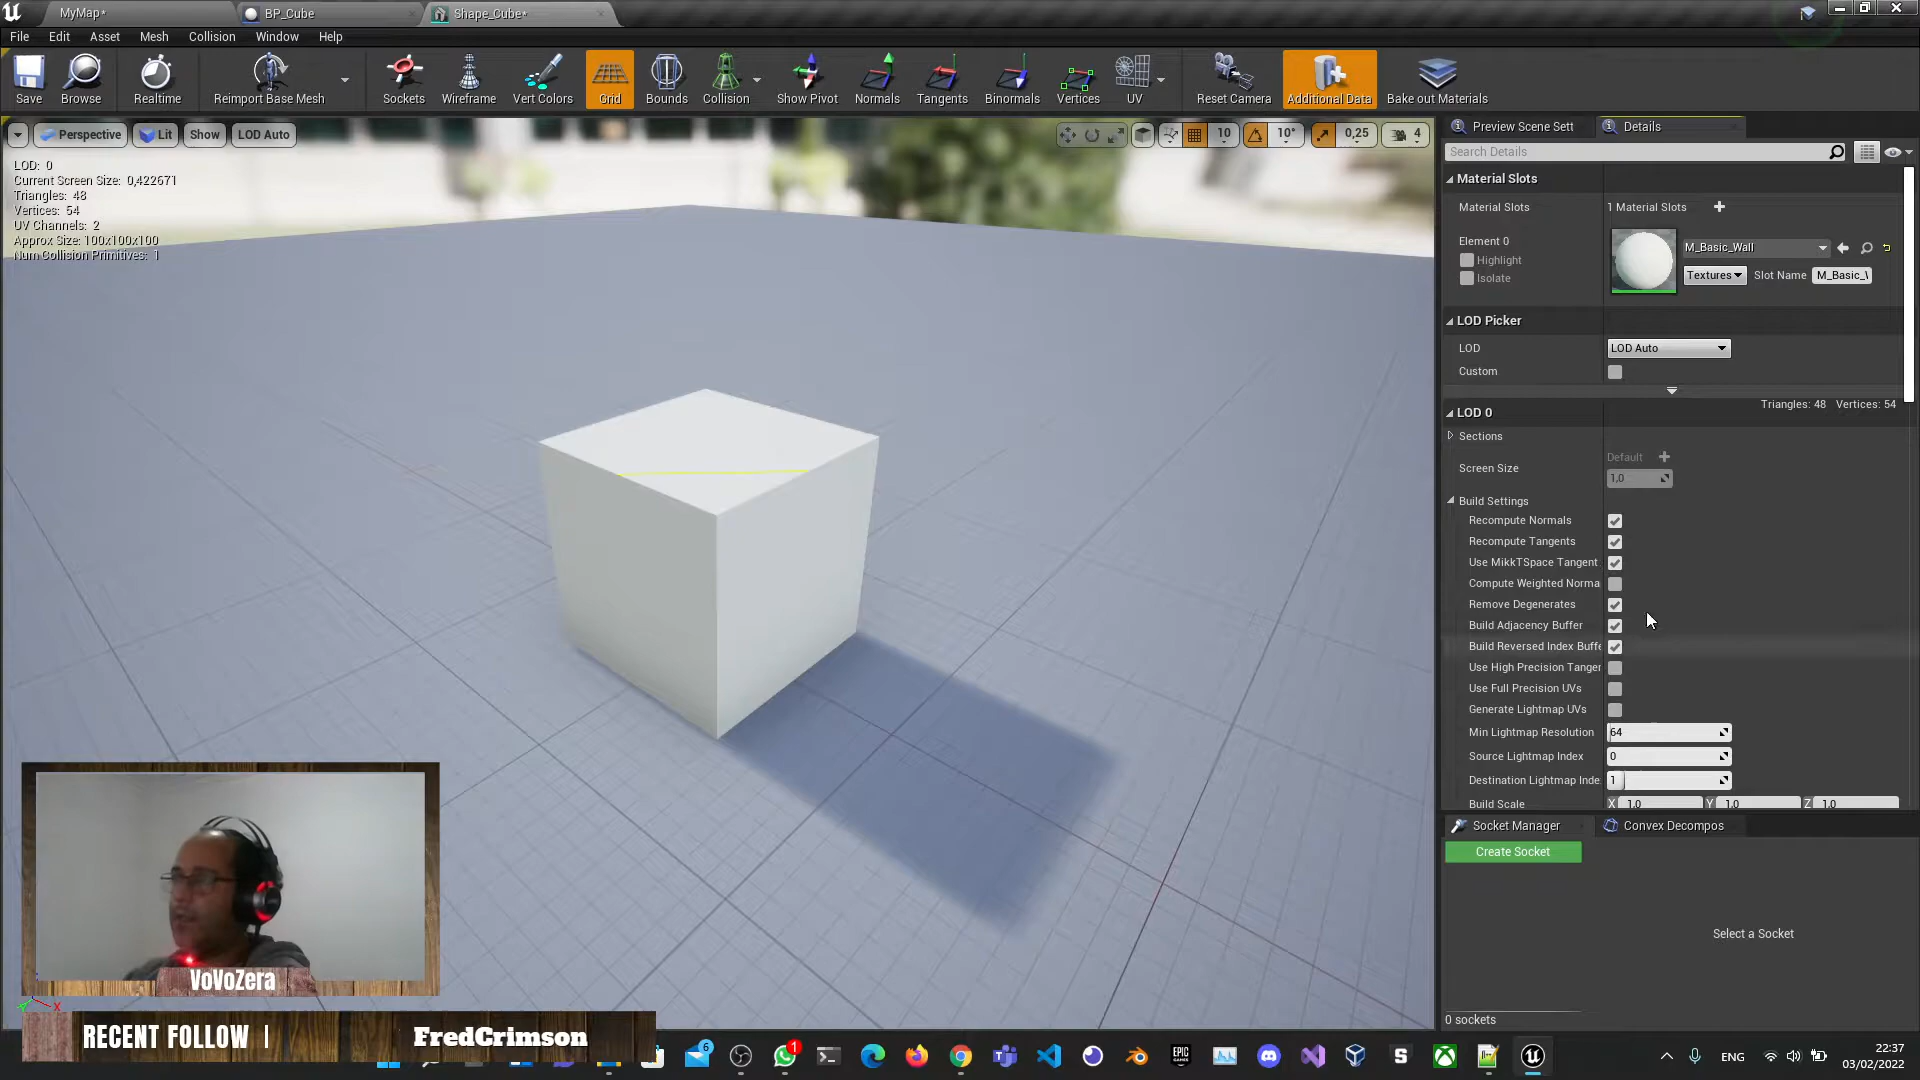 MyMap*
BP_Cube
Shape_Cube*
File Edit Asset Mesh Collision Window Help
Save Browse Realtime Reimport Base Mesh Sockets Wireframe Vert Colors Grid Bounds Collision Show Pivot Normals Tangents Binormals Vertices UV Reset Camera Additional Data Bake out Materials
Perspective Lit Show LOD Auto
10 10° 0,25 4
LOD: 0
Current Screen Size: 0,422671
Triangles: 48
Vertices: 54
UV Channels: 2
Approx Size: 100x100x100
Num Collision Primitives: 1
Preview Scene Sett Details
Search Details
Material Slots
Material Slots 1 Material Slots
Element 0
Highlight
Isolate
M_Basic_Wall
Textures Slot Name M_Basic_\
LOD Picker
LOD LOD Auto
Custom
LOD 0 Triangles: 48 Vertices: 54
Sections
Default
Screen Size 1,0
Build Settings
Recompute Normals
Recompute Tangents
Use MikkTSpace Tangent
Compute Weighted Norma
Remove Degenerates
Build Adjacency Buffer
Build Reversed Index Buffe
Use High Precision Tanger
Use Full Precision UVs
Generate Lightmap UVs
Min Lightmap Resolution 64
Source Lightmap Index 0
Destination Lightmap Inde 1
Build Scale X 1,0 Y 1,0 Z 1,0
Socket Manager Convex Decompos
Create Socket
Select a Socket
0 sockets
VoVoZera
RECENT FOLLOW | FredCrimson
X
6
1
EPIC GAMES
S
ENG
22:37
03/02/2022